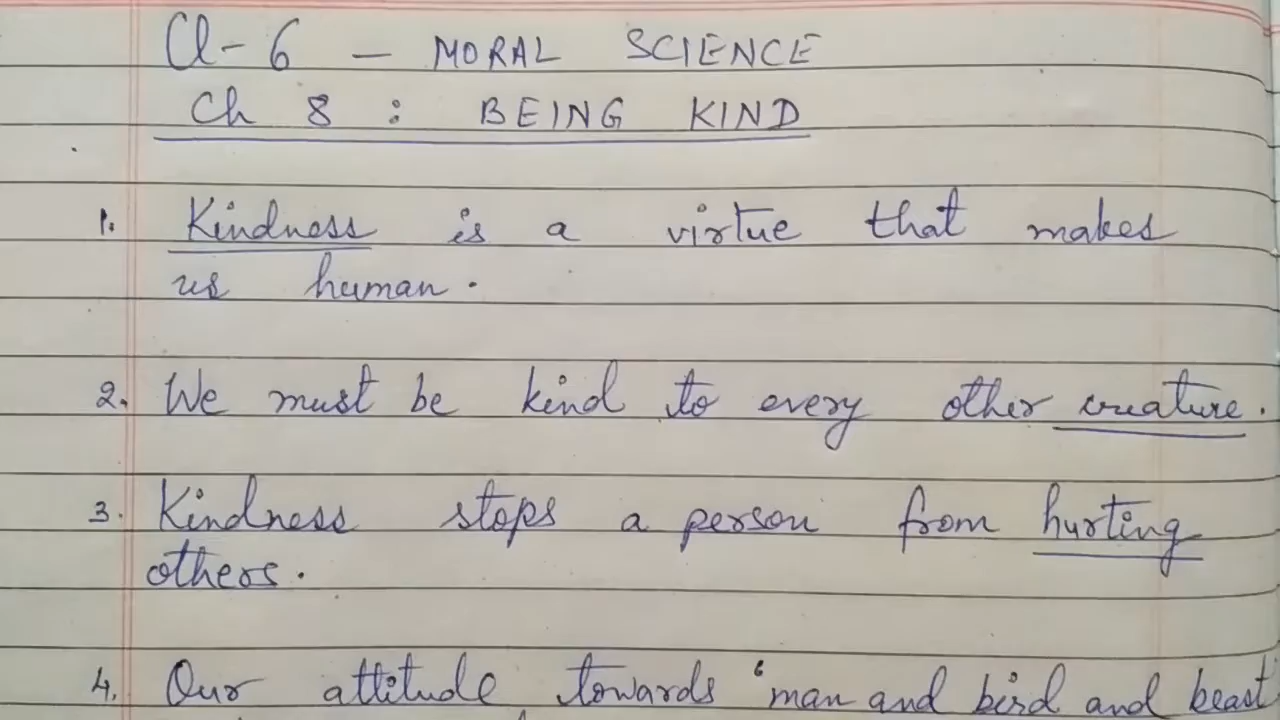 Cl-6 - MORAL SCIENCE
Ch 8 : BEING KIND
1. Kindness is a virtue that makes
us human.
2. We must be kind to every other creature.
3. Kindness stops a person from hurting
others.
4. Our attitude towards ‘man and bird and beast’